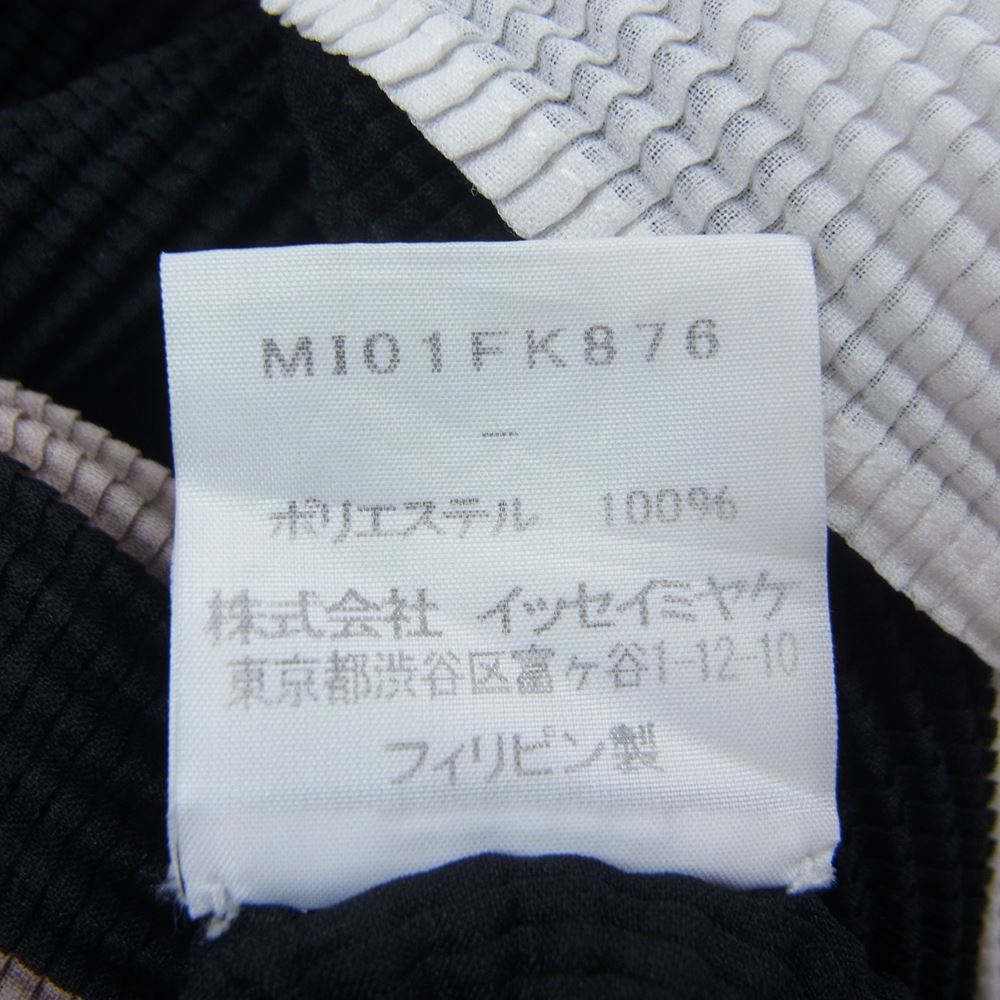 MI01FK876
—
ポリエステル 100%
株式会社 イッセイミヤケ
東京都渋谷区富ヶ谷1-12-10
フィリピン製